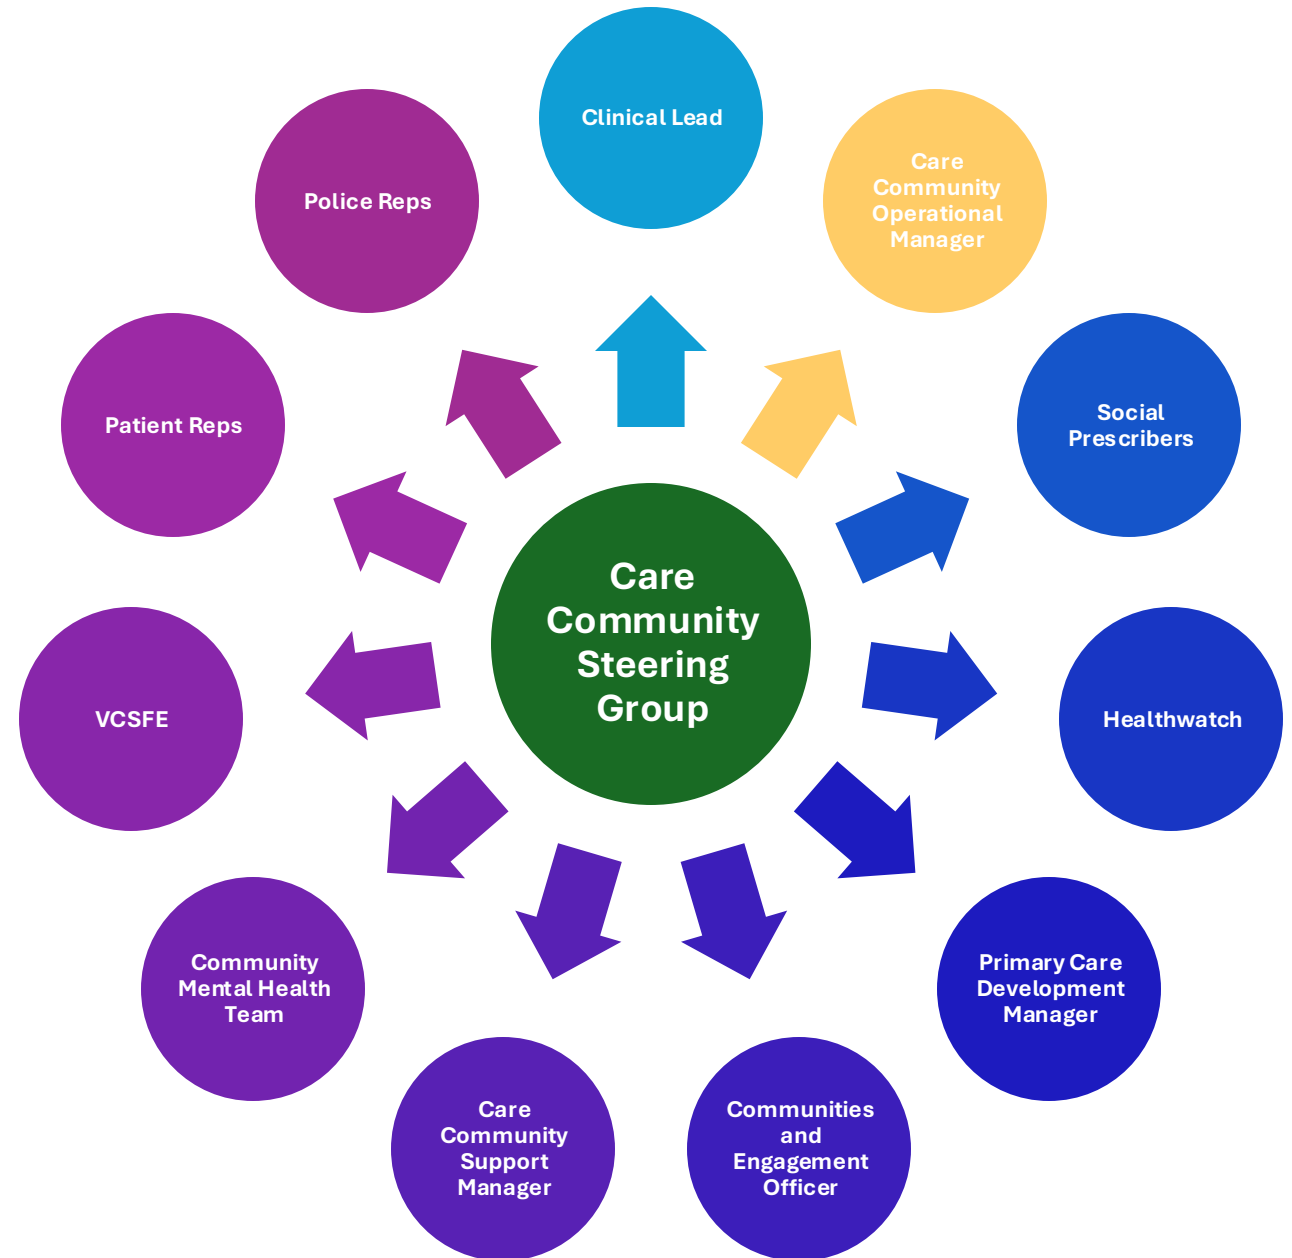 Clinical Lead
Care
Community
Operational
Manager
Social
Prescribers
Healthwatch
Primary Care
Development
Manager
Communities
and
Engagement
Officer
Care
Community
Support
Manager
Community
Mental Health
Team
VCSFE
Patient Reps
Police Reps
Care
Community
Steering
Group